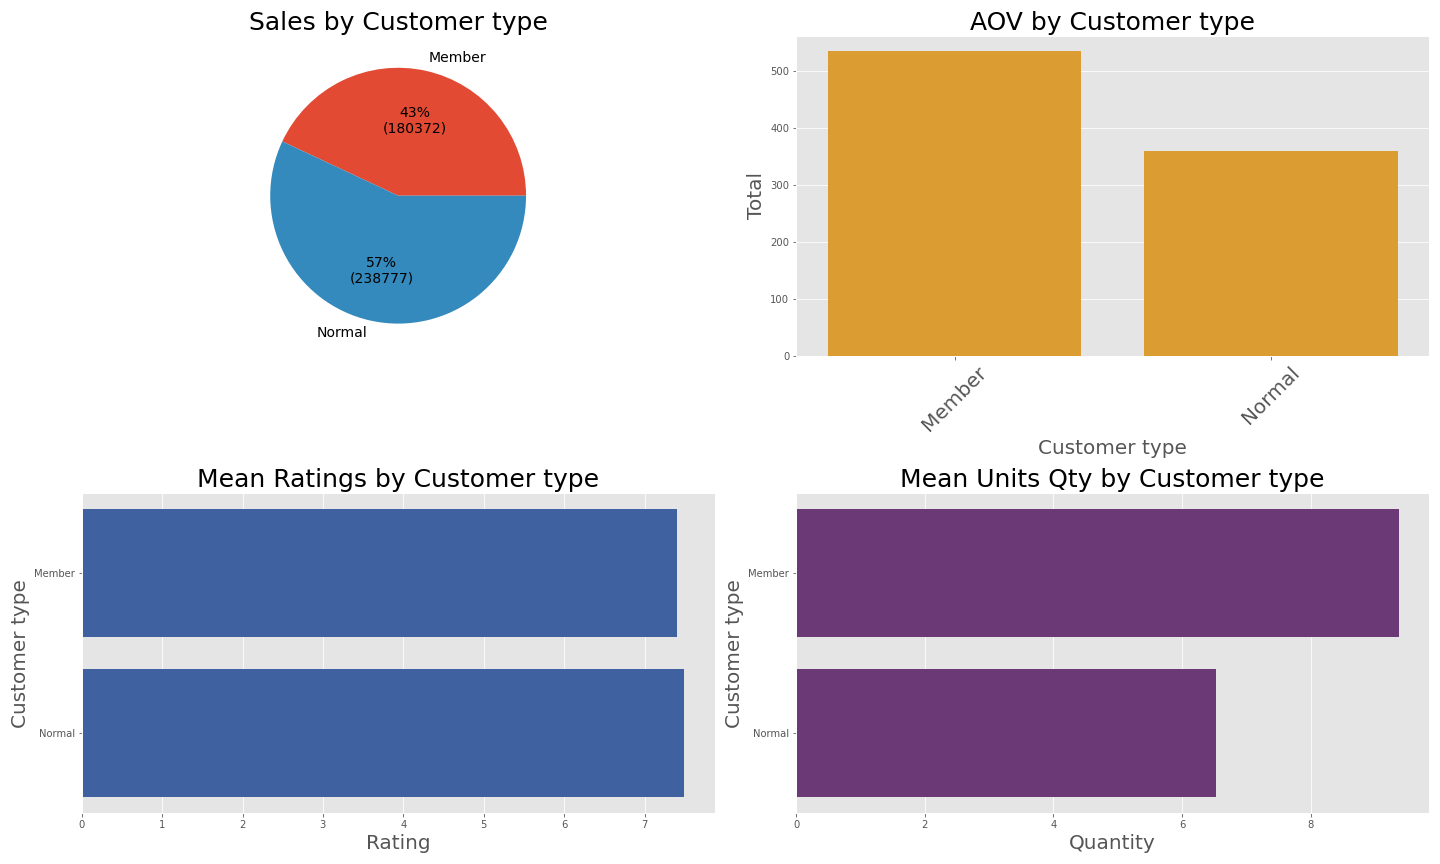 Sales by Customer type
Member
43%
(180372)
57%
(238777)
Normal
AOV by Customer type
Total
500
400
300
200
100
0
Member
Normal
Customer type
Mean Ratings by Customer type
Customer type
Member
Normal
0 1 2 3 4 5 6 7
Rating
Mean Units Qty by Customer type
Customer type
Member
Normal
0 2 4 6 8
Quantity